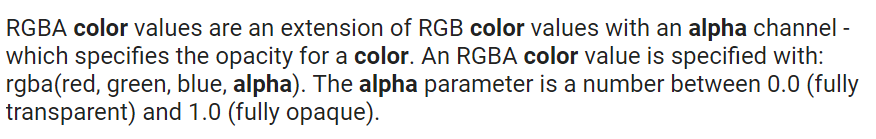 RGBA color values are an extension of RGB color values with an alpha channel -
which specifies the opacity for a color. An RGBA color value is specified with:
rgba(red, green, blue, alpha). The alpha parameter is a number between 0.0 (fully
transparent) and 1.0 (fully opaque).